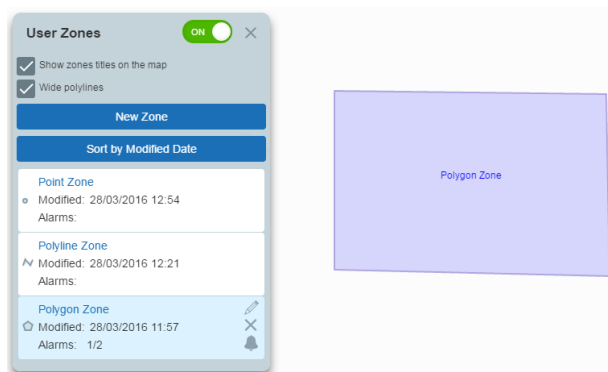 User Zones
ON
Show zones titles on the map
Wide polylines
New Zone
Sort by Modified Date
Point Zone
Modified: 28/03/2016 12:54
Alarms:
Polyline Zone
Modified: 28/03/2016 12:21
Alarms:
Polygon Zone
Modified: 28/03/2016 11:57
Alarms: 1/2
Polygon Zone